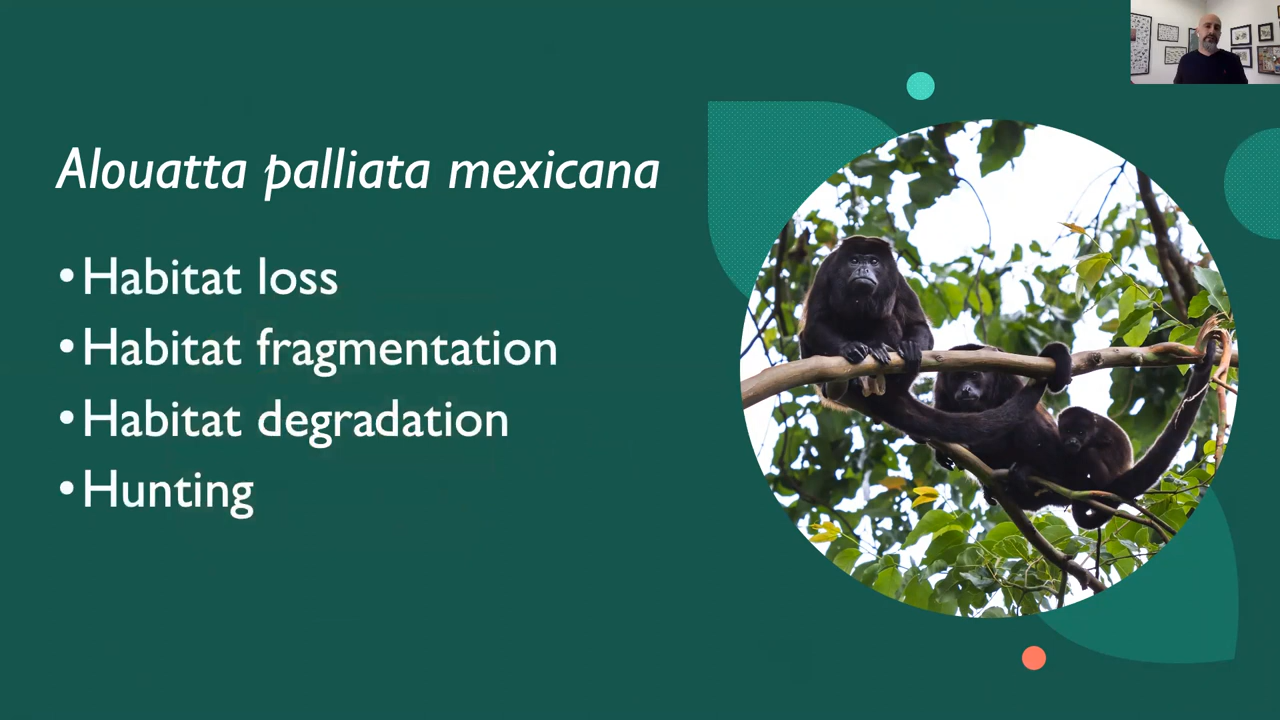 Alouatta palliata mexicana
• Habitat loss
• Habitat fragmentation
• Habitat degradation
• Hunting